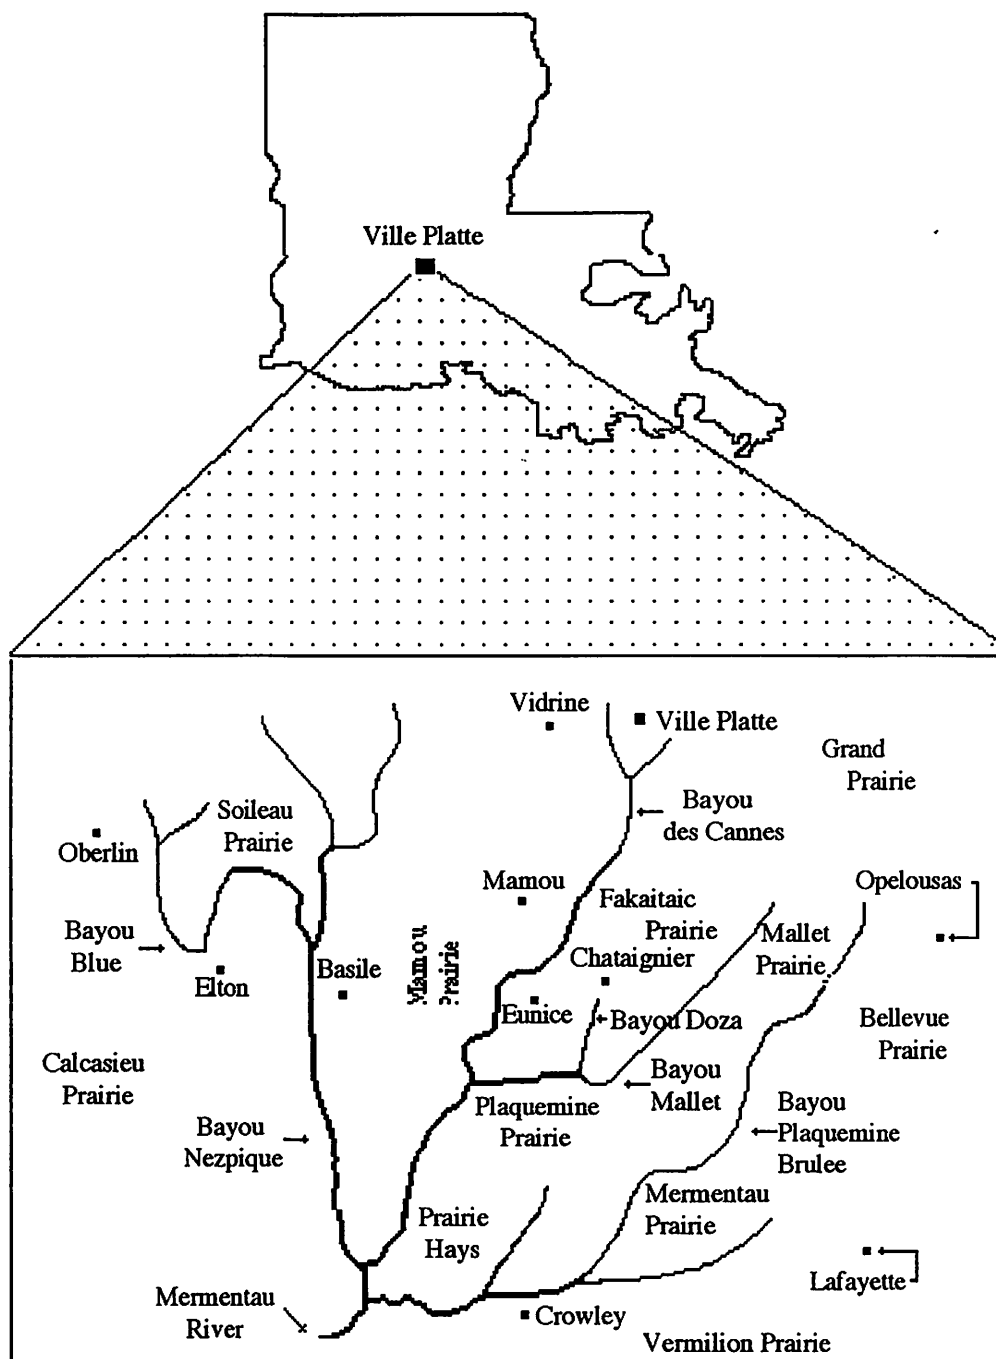 Ville Platte
Vidrine
Ville Platte
Grand
Prairie
Bayou
des Cannes
Soileau
Prairie
Oberlin
Mamou
Opelousas
Fakaitaic
Prairie
Mallet
Prairie
Bayou
Blue
Elton
Basile
Mamou
Prairie
Chataignier
Eunice
Bayou Doza
Bellevue
Prairie
Calcasieu
Prairie
Bayou
Mallet
Plaquemine
Prairie
Bayou
Plaquemine
Brulee
Bayou
Nezpique
Mermentau
Prairie
Prairie
Hays
Lafayette
Mermentau
River
Crowley
Vermilion Prairie